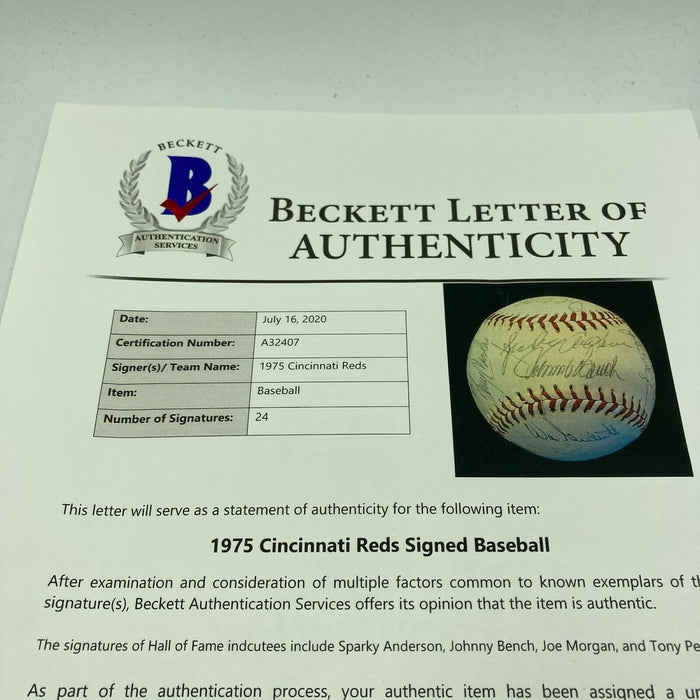 BECKETT
B
AUTHENTICATION
SERVICES
BECKETT LETTER OF
AUTHENTICITY
Date: July 16, 2020
Certification Number: A32407
Signer(s)/ Team Name: 1975 Cincinnati Reds
Item: Baseball
Number of Signatures: 24
Sparky Anderson
Johnny Bench
This letter will serve as a statement of authenticity for the following item:
1975 Cincinnati Reds Signed Baseball
After examination and consideration of multiple factors common to known exemplars of th
signature(s), Beckett Authentication Services offers its opinion that the item is authentic.
The signatures of Hall of Fame indcutees include Sparky Anderson, Johnny Bench, Joe Morgan, and Tony Pe
As part of the authentication process, your authentic item has been assigned a un